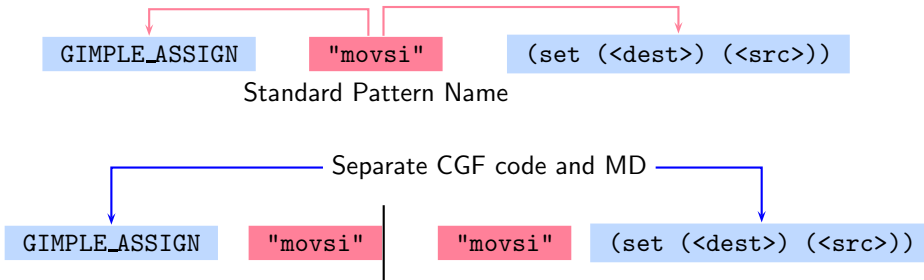 GIMPLE_ASSIGN "movsi" (set (<dest>) (<src>))
Standard Pattern Name
Separate CGF code and MD
GIMPLE_ASSIGN "movsi" "movsi" (set (<dest>) (<src>))